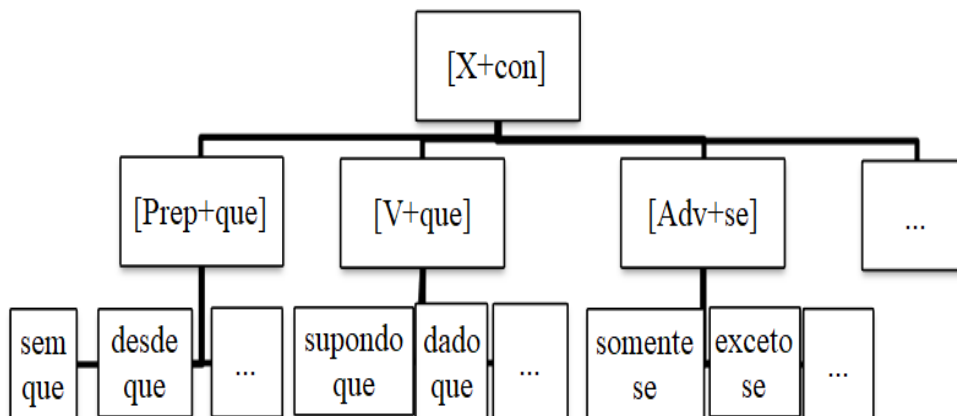 [X+con]
[Prep+que]
[V+que]
[Adv+se]
...
sem
que
desde
que
...
supondo
que
dado
que
...
somente
se
exceto
se
...